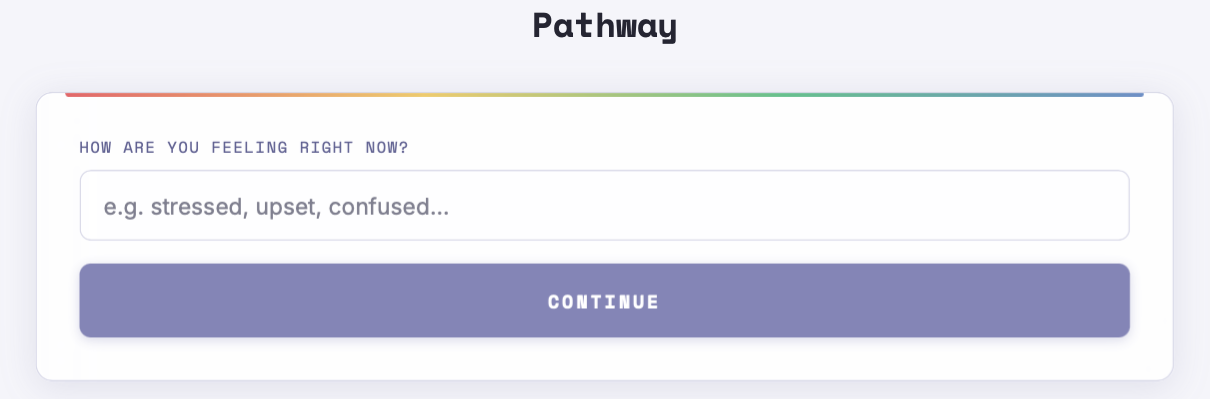 Pathway
HOW ARE YOU FEELING RIGHT NOW?
e.g. stressed, upset, confused...
CONTINUE